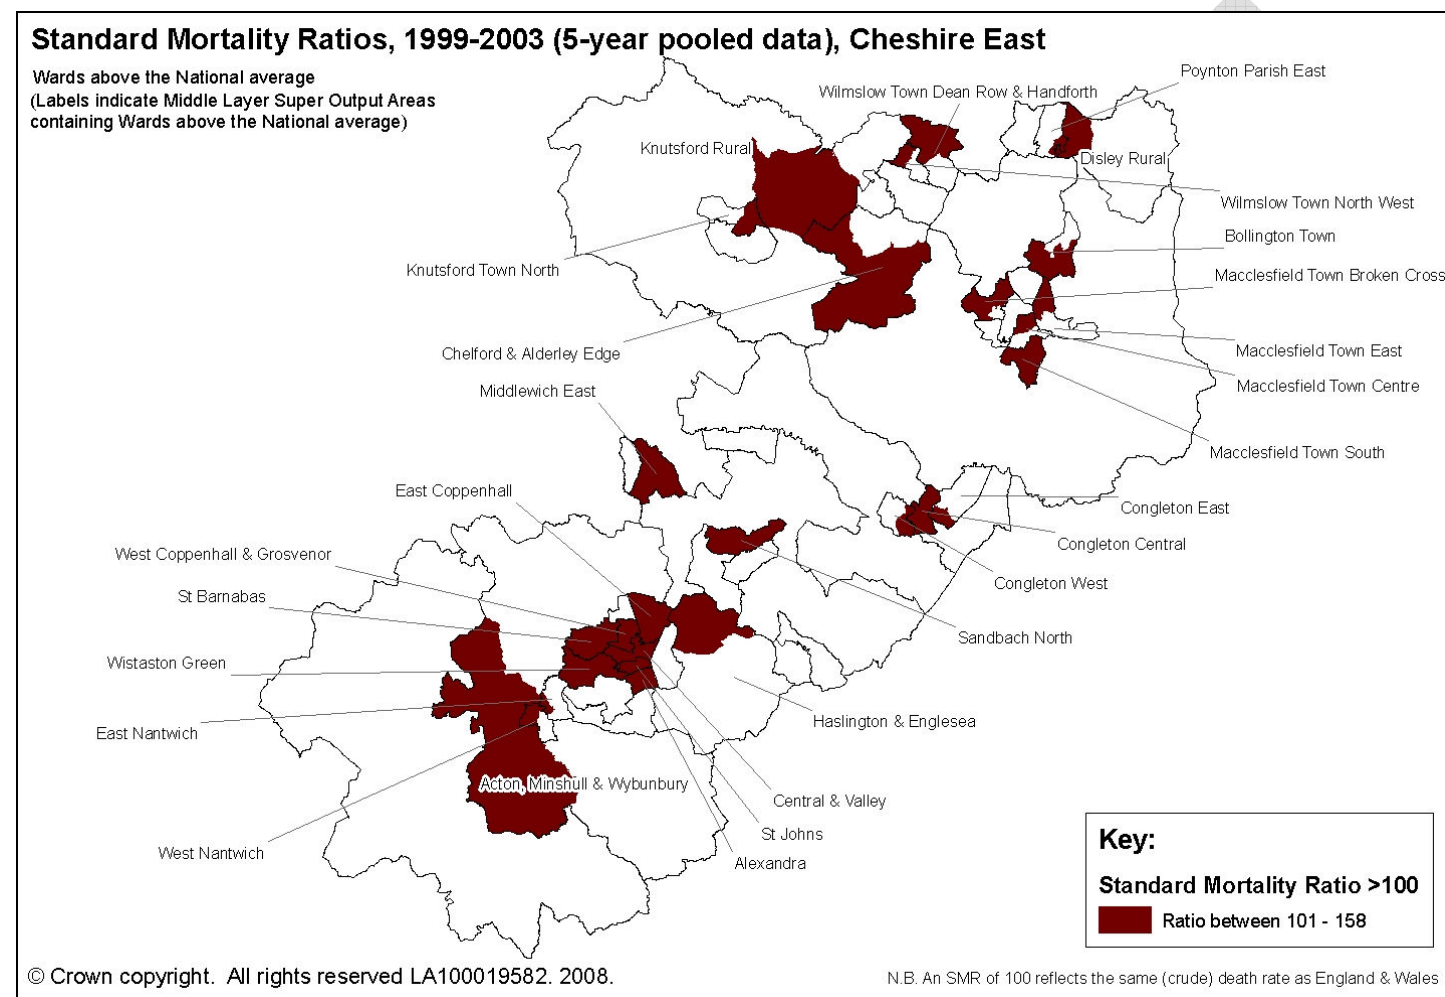 Standard Mortality Ratios, 1999-2003 (5-year pooled data), Cheshire East
Wards above the National average
(Labels indicate Middle Layer Super Output Areas
containing Wards above the National average)
Poynton Parish East
Wilmslow Town Dean Row & Handforth
Knutsford Rural
Disley Rural
Wilmslow Town North West
Bollington Town
Knutsford Town North
Macclesfield Town Broken Cross
Chelford & Alderley Edge
Macclesfield Town East
Macclesfield Town Centre
Middlewich East
Macclesfield Town South
East Coppenhall
Congleton East
Congleton Central
West Coppenhall & Grosvenor
Congleton West
St Barnabas
Sandbach North
Wistaston Green
Haslington & Englesea
East Nantwich
Acton, Minshull & Wybunbury
Central & Valley
St Johns
West Nantwich
Alexandra
Key:
Standard Mortality Ratio >100
Ratio between 101 - 158
© Crown copyright. All rights reserved LA100019582. 2008.
N.B. An SMR of 100 reflects the same (crude) death rate as England & Wales